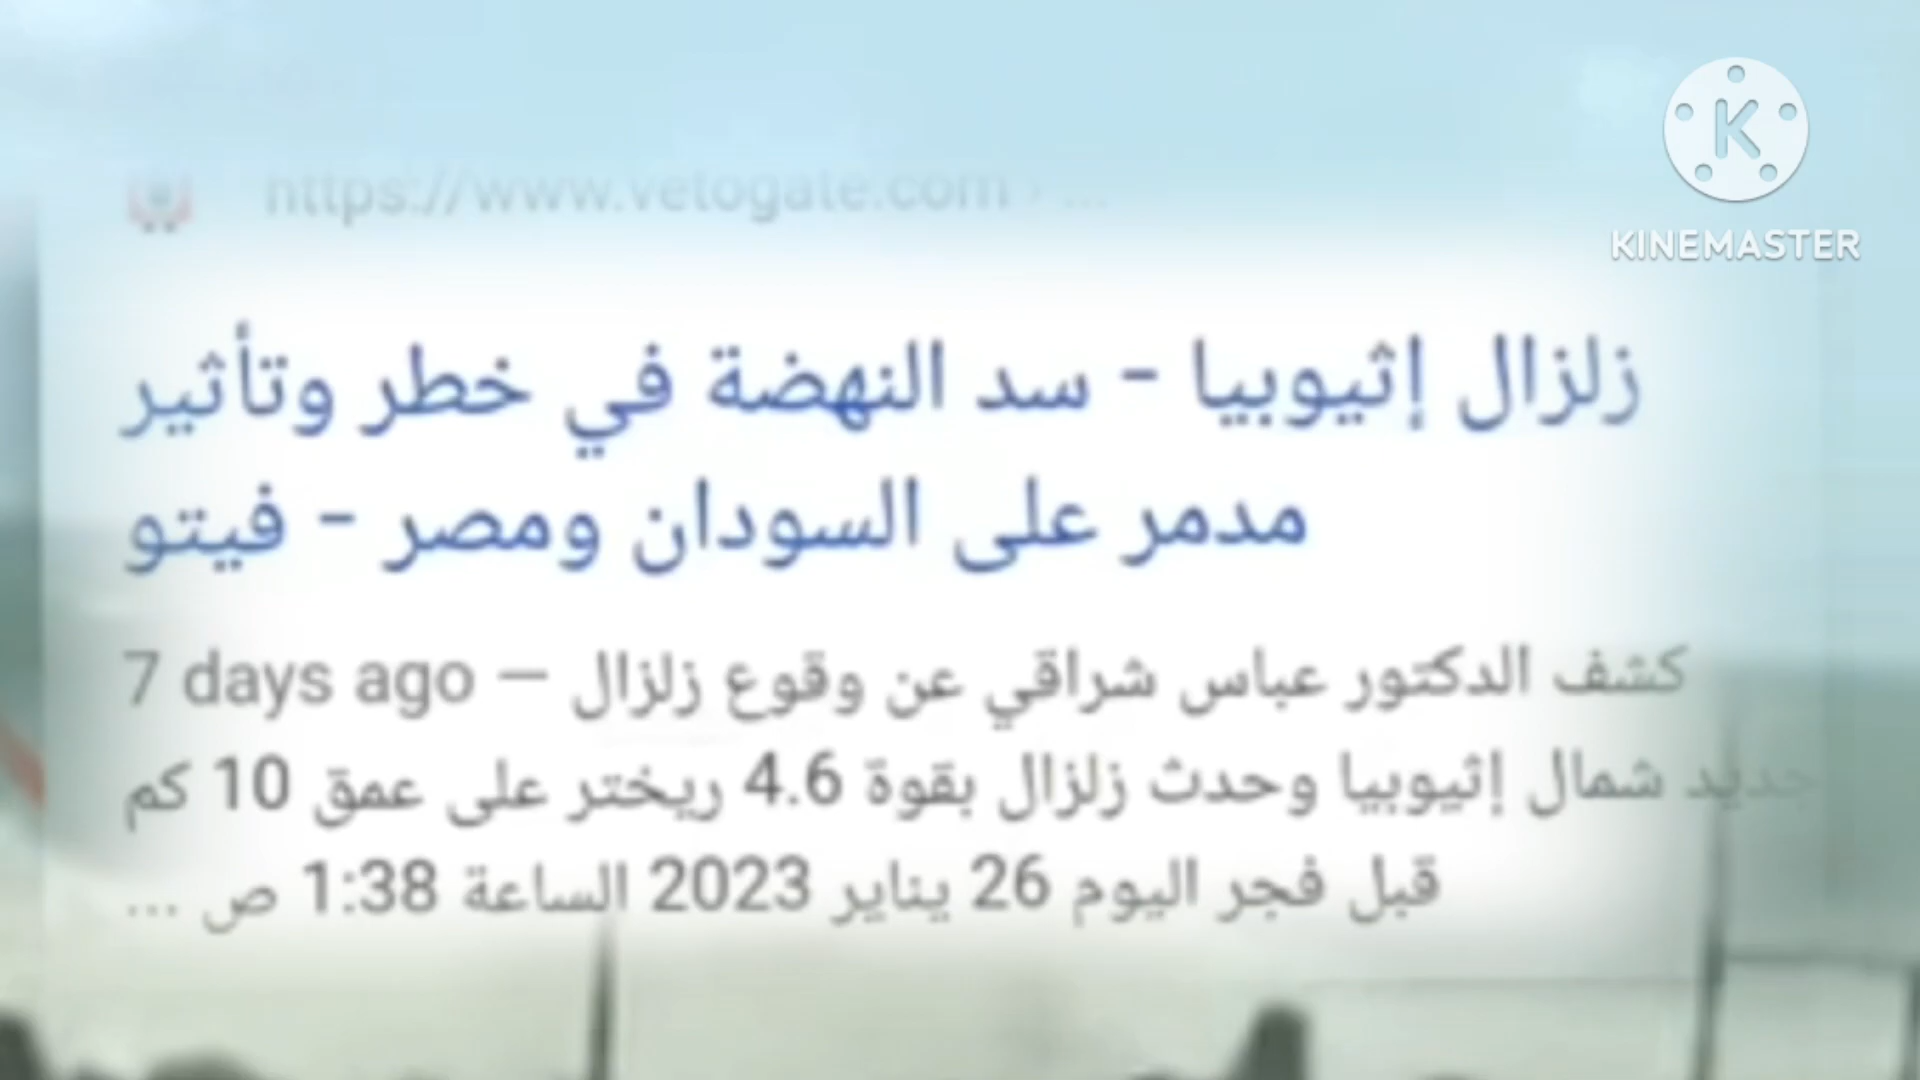 https://www.vetogate.com › ...
KINEMASTER
زلزال إثيوبيا - سد النهضة في خطر وتأثير
مدمر على السودان ومصر - فيتو
7 days ago — كشف الدكتور عباس شراقي عن وقوع زلزال
جديد شمال إثيوبيا وحدث زلزال بقوة 4.6 ريختر على عمق 10 كم
قبل فجر اليوم 26 يناير 2023 الساعة 1:38 ص ...